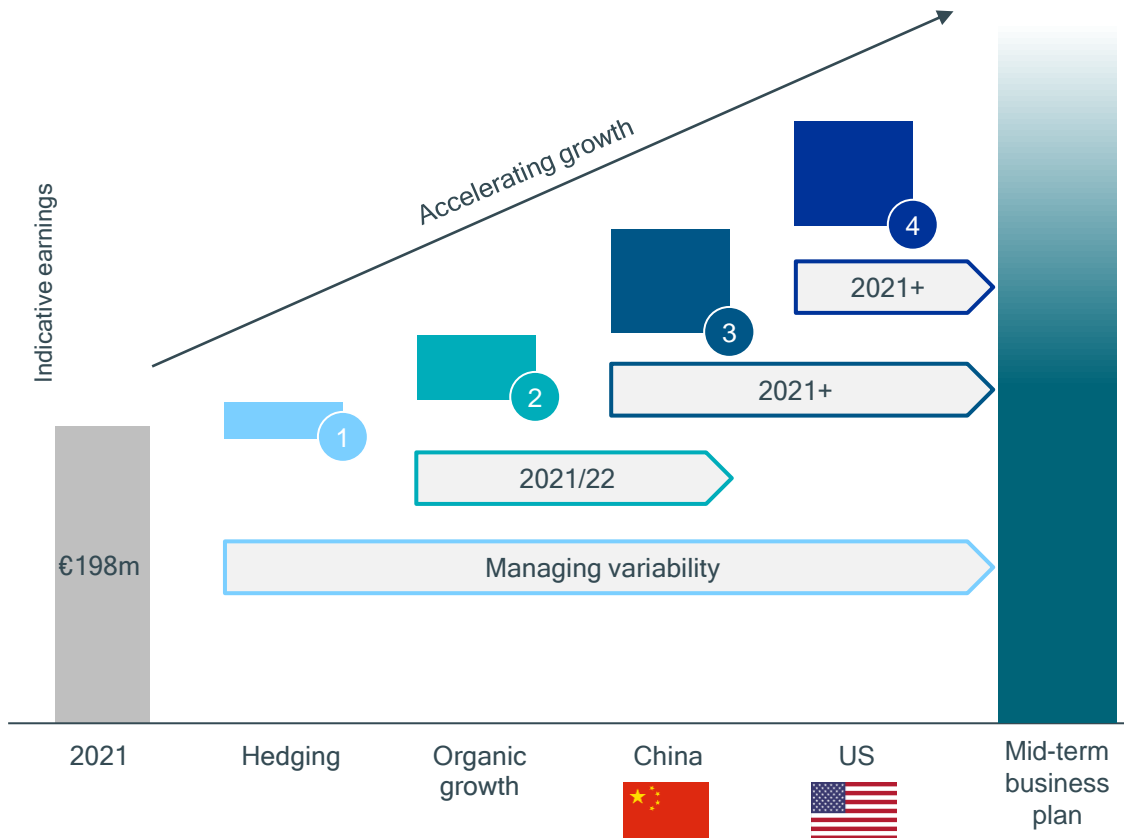 Indicative earnings
Accelerating growth
4
2021+
3
2021+
2
2021/22
1
Managing variability
€198m
2021
Hedging
Organic
growth
China
US
Mid-term
business
plan